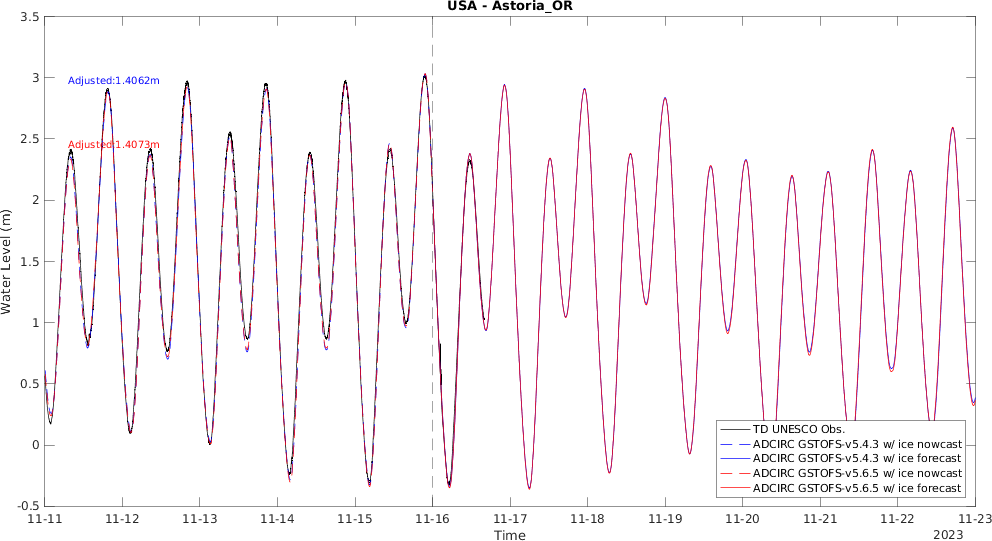 USA - Astoria_OR
3.5
3
2.5
2
1.5
1
0.5
0
-0.5
Water Level (m)
Adjusted:1.4062m
Adjusted:1.4073m
TD UNESCO Obs.
ADCIRC GSTOFS-v5.4.3 w/ ice nowcast
ADCIRC GSTOFS-v5.4.3 w/ ice forecast
ADCIRC GSTOFS-v5.6.5 w/ ice nowcast
ADCIRC GSTOFS-v5.6.5 w/ ice forecast
11-11 11-12 11-13 11-14 11-15 11-16 11-17 11-18 11-19 11-20 11-21 11-22 11-23
Time
2023